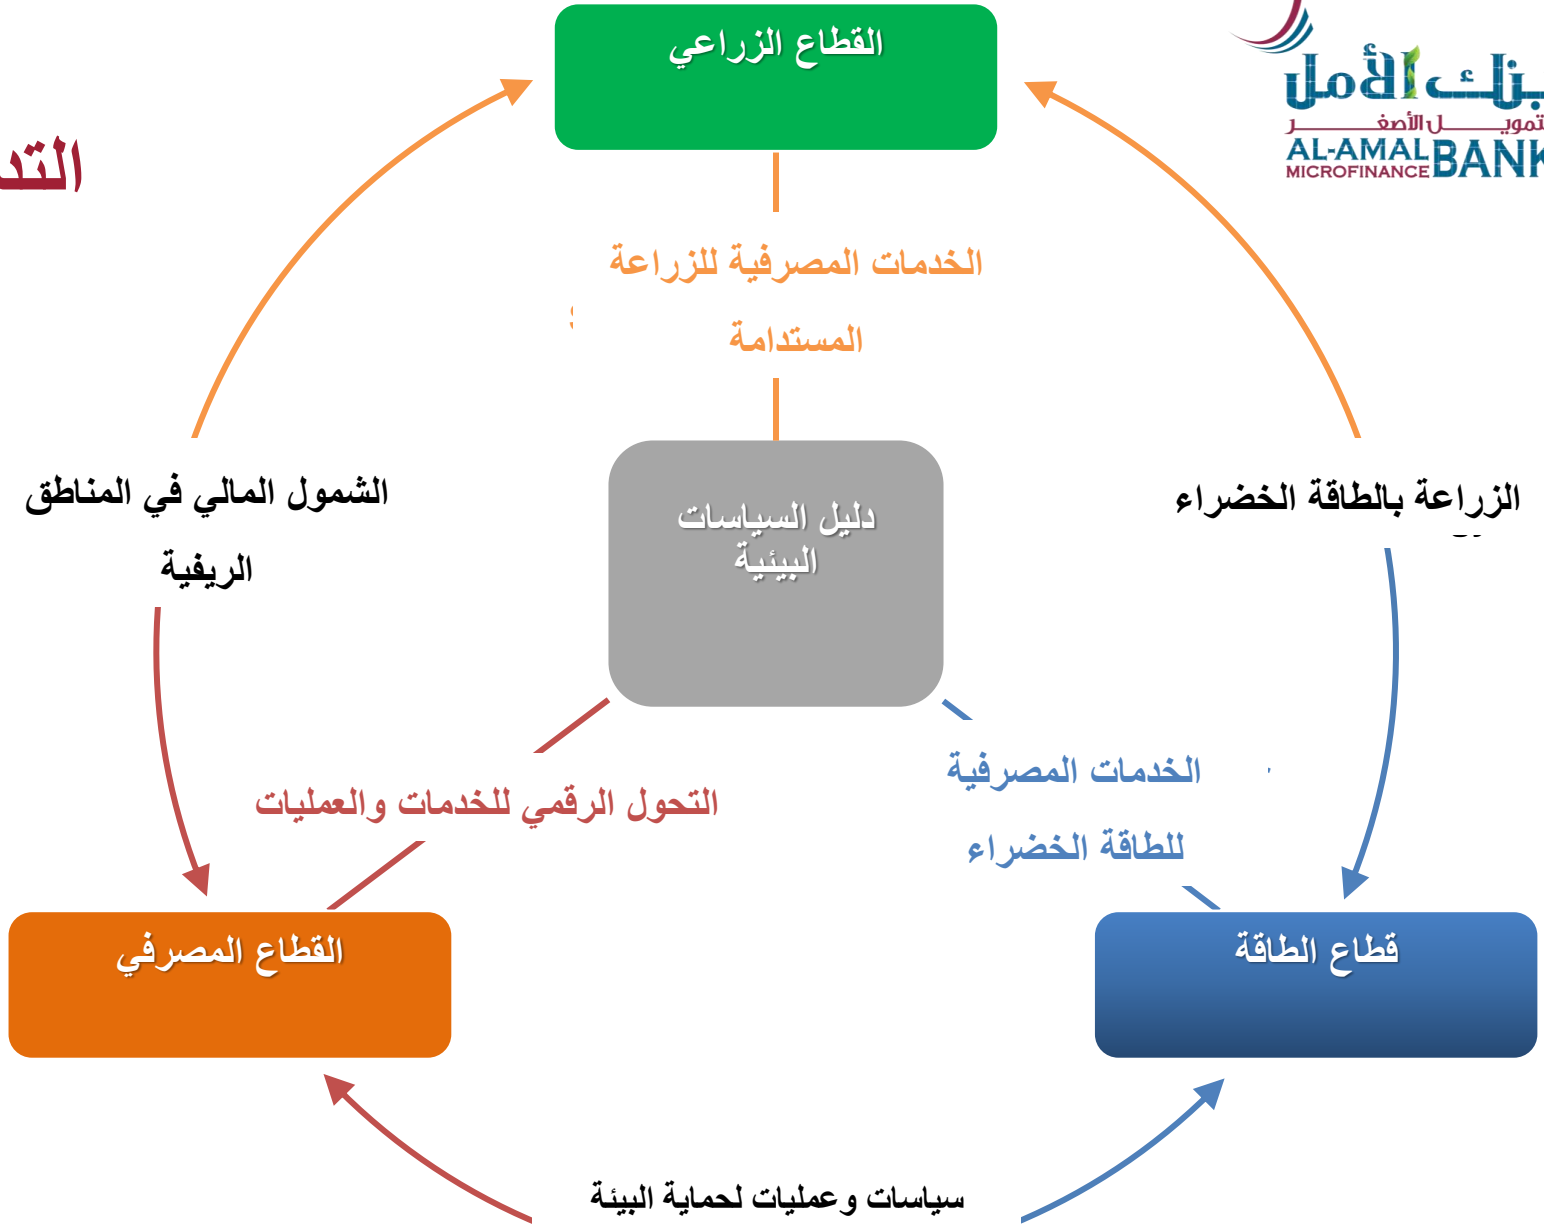 القطاع الزراعي
بنك الأمل
AL-AMAL BANK
MICROFINANCE
الخدمات المصرفية للزراعة
المستدامة
الشمول المالي في المناطق
الريفية
دليل السياسات
البيئية
الزراعة بالطاقة الخضراء
الخدمات المصرفية
للطاقة الخضراء
التحول الرقمي للخدمات والعمليات
القطاع المصرفي
قطاع الطاقة
سياسات وعمليات لحماية البيئة